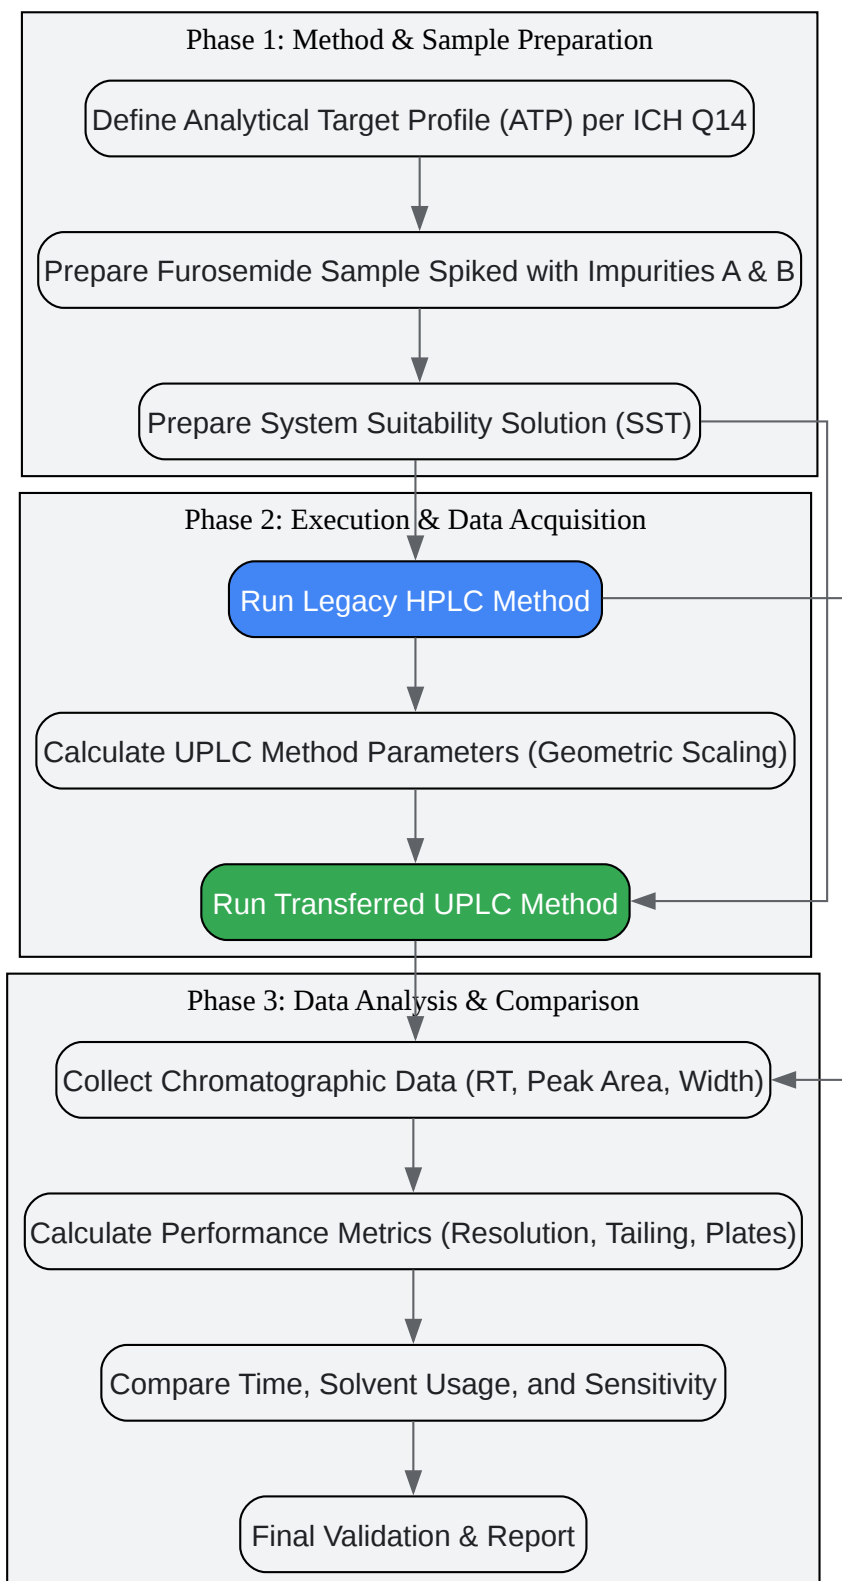 Phase 1: Method & Sample Preparation
Define Analytical Target Profile (ATP) per ICH Q14
Prepare Furosemide Sample Spiked with Impurities A & B
Prepare System Suitability Solution (SST)
Phase 2: Execution & Data Acquisition
Run Legacy HPLC Method
Calculate UPLC Method Parameters (Geometric Scaling)
Run Transferred UPLC Method
Phase 3: Data Analysis & Comparison
Collect Chromatographic Data (RT, Peak Area, Width)
Calculate Performance Metrics (Resolution, Tailing, Plates)
Compare Time, Solvent Usage, and Sensitivity
Final Validation & Report